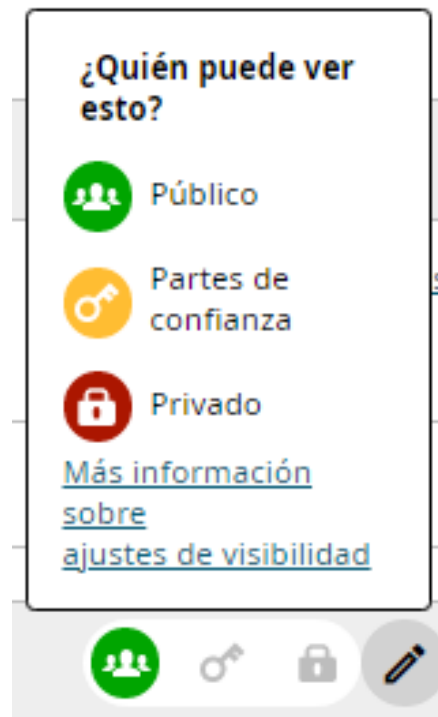 ¿Quién puede ver
esto?
Público
Partes de
confianza
Privado
Más información
sobre
ajustes de visibilidad